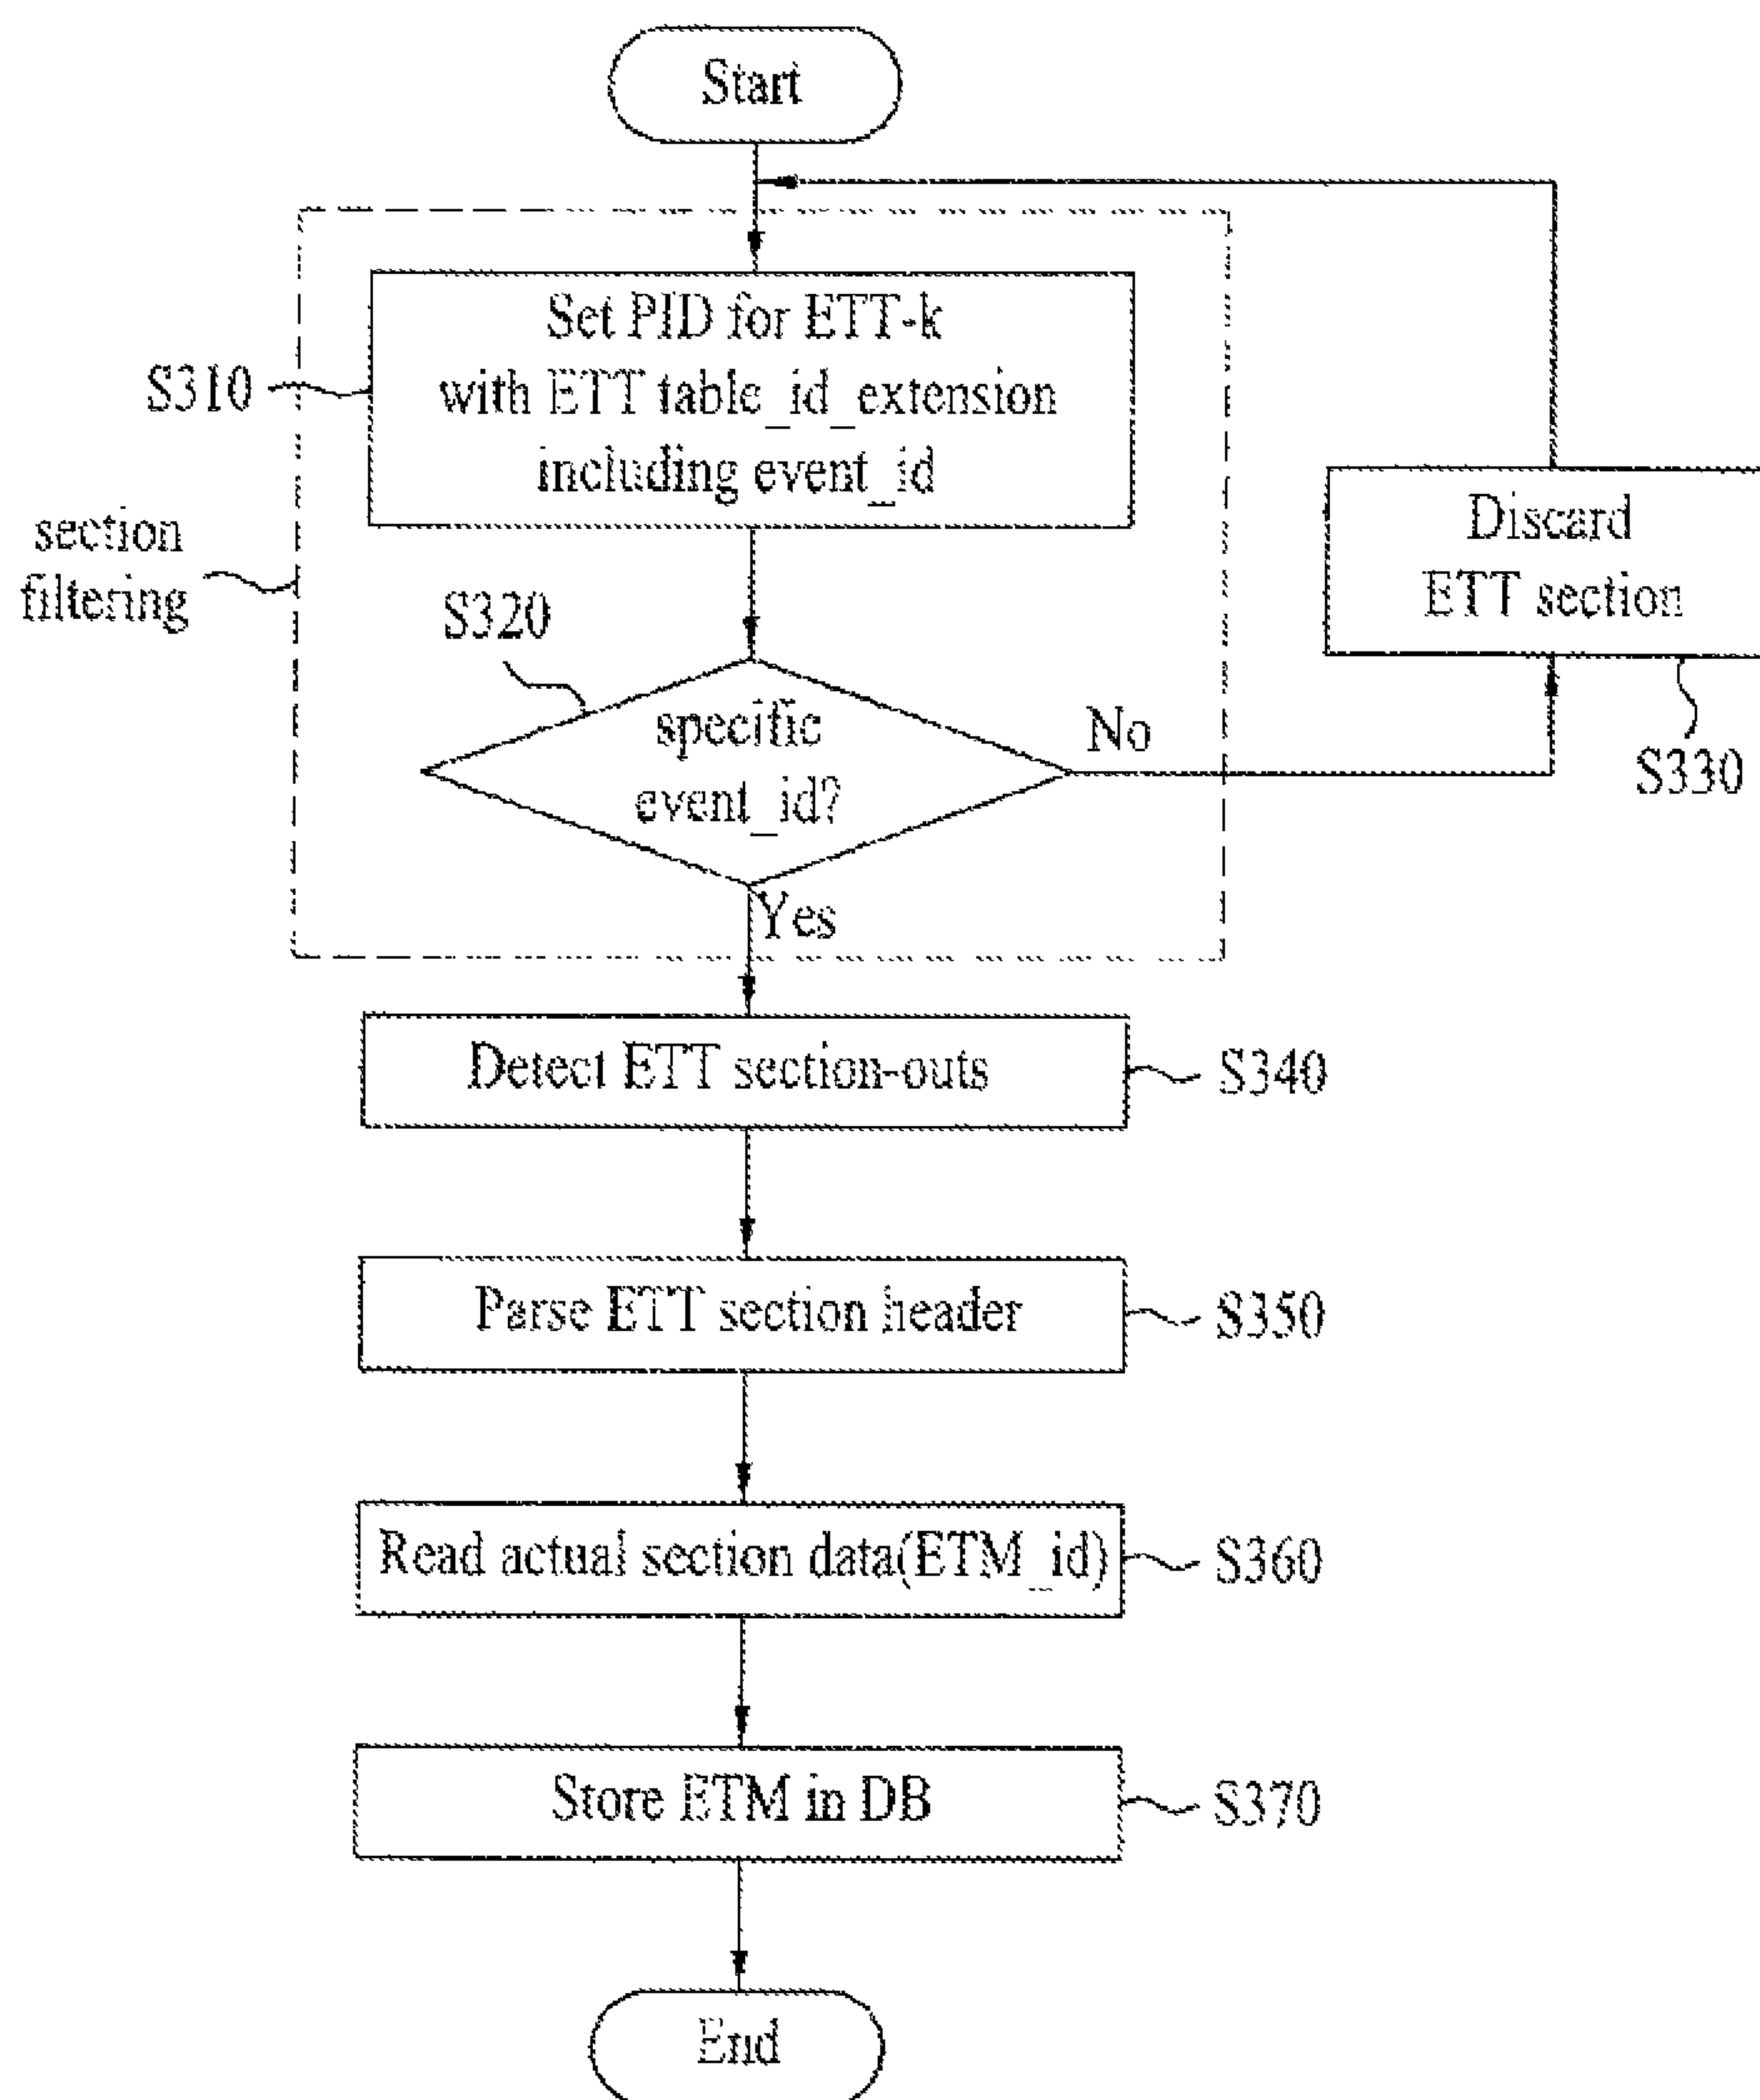 Start
Set PID for ETT-k
with ETT table_id_extension
including event_id
S310
section
filtering
Discard
ETT section
S330
S320
specific
event_id?
No
Yes
Detect ETT section-outs
S340
Parse ETT section header
S350
Read actual section data(ETM_id)
S360
Store ETM in DB
S370
End